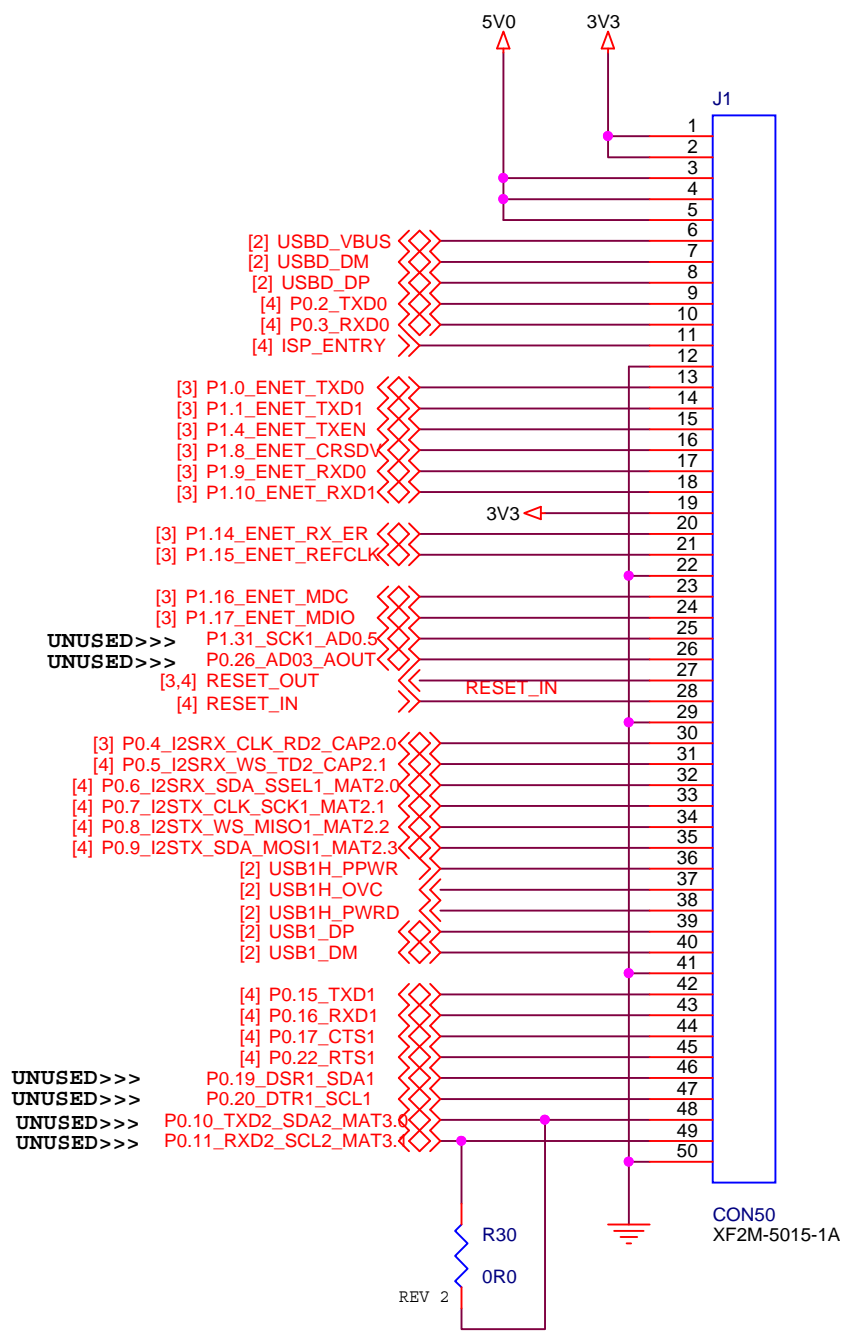 5V0 3V3
J1
1
2
3
4
5
[2] USBD_VBUS 6
[2] USBD_DM 7
[2] USBD_DP 8
[4] P0.2_TXD0 9
[4] P0.3_RXD0 10
[4] ISP_ENTRY 11
12
[3] P1.0_ENET_TXD0 13
[3] P1.1_ENET_TXD1 14
[3] P1.4_ENET_TXEN 15
[3] P1.8_ENET_CRSDV 16
[3] P1.9_ENET_RXD0 17
[3] P1.10_ENET_RXD1 18
3V3 19
[3] P1.14_ENET_RX_ER 20
[3] P1.15_ENET_REFCLK 21
22
[3] P1.16_ENET_MDC 23
[3] P1.17_ENET_MDIO 24
UNUSED>>> P1.31_SCK1_AD0.5 25
UNUSED>>> P0.26_AD03_AOUT 26
[3,4] RESET_OUT RESET_IN 27
[4] RESET_IN 28
29
[3] P0.4_I2SRX_CLK_RD2_CAP2.0 30
[4] P0.5_I2SRX_WS_TD2_CAP2.1 31
[4] P0.6_I2SRX_SDA_SSEL1_MAT2.0 32
[4] P0.7_I2STX_CLK_SCK1_MAT2.1 33
[4] P0.8_I2STX_WS_MISO1_MAT2.2 34
[4] P0.9_I2STX_SDA_MOSI1_MAT2.3 35
[2] USB1H_PPWR 36
[2] USB1H_OVC 37
[2] USB1H_PWRD 38
[2] USB1_DP 39
[2] USB1_DM 40
41
[4] P0.15_TXD1 42
[4] P0.16_RXD1 43
[4] P0.17_CTS1 44
[4] P0.22_RTS1 45
UNUSED>>> P0.19_DSR1_SDA1 46
UNUSED>>> P0.20_DTR1_SCL1 47
UNUSED>>> P0.10_TXD2_SDA2_MAT3.0 48
UNUSED>>> P0.11_RXD2_SCL2_MAT3.1 49
50
CON50
XF2M-5015-1A
R30
0R0
REV 2